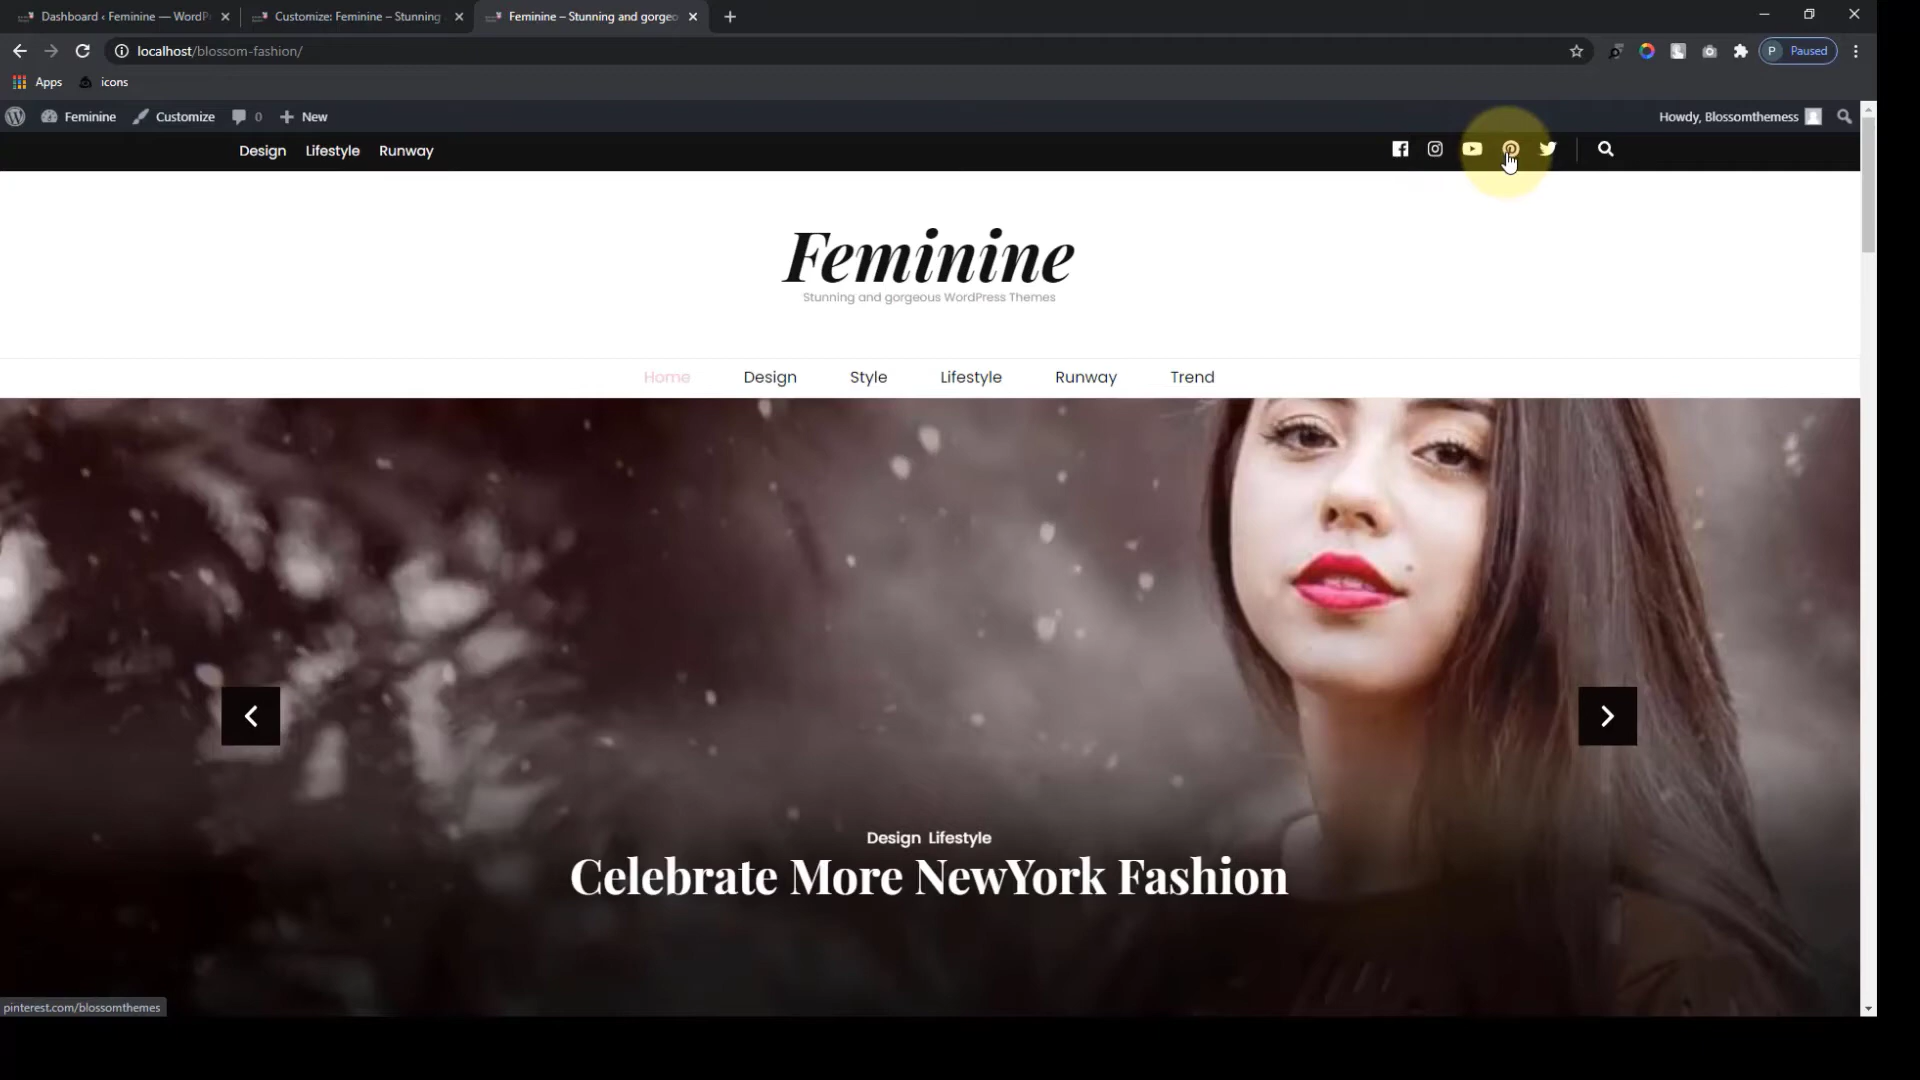 Dashboard ‹ Feminine — WordP
Customize: Feminine – Stunning
Feminine – Stunning and gorgeo
localhost/blossom-fashion/
P Paused
Apps icons
Feminine Customize 0 New
Howdy, Blossomthemess
Design Lifestyle Runway
Feminine
Stunning and gorgeous WordPress Themes
Home Design Style Lifestyle Runway Trend
Design Lifestyle
Celebrate More NewYork Fashion
pinterest.com/blossomthemes